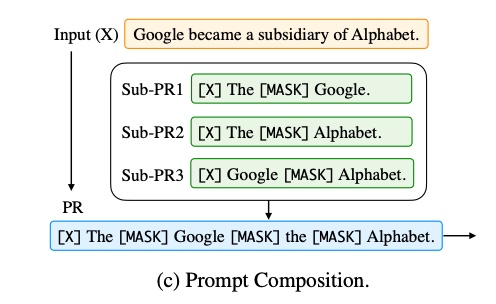 Input (X) Google became a subsidiary of Alphabet.
Sub-PR1 [X] The [MASK] Google.
Sub-PR2 [X] The [MASK] Alphabet.
Sub-PR3 [X] Google [MASK] Alphabet.
PR
[X] The [MASK] Google [MASK] the [MASK] Alphabet.
(c) Prompt Composition.